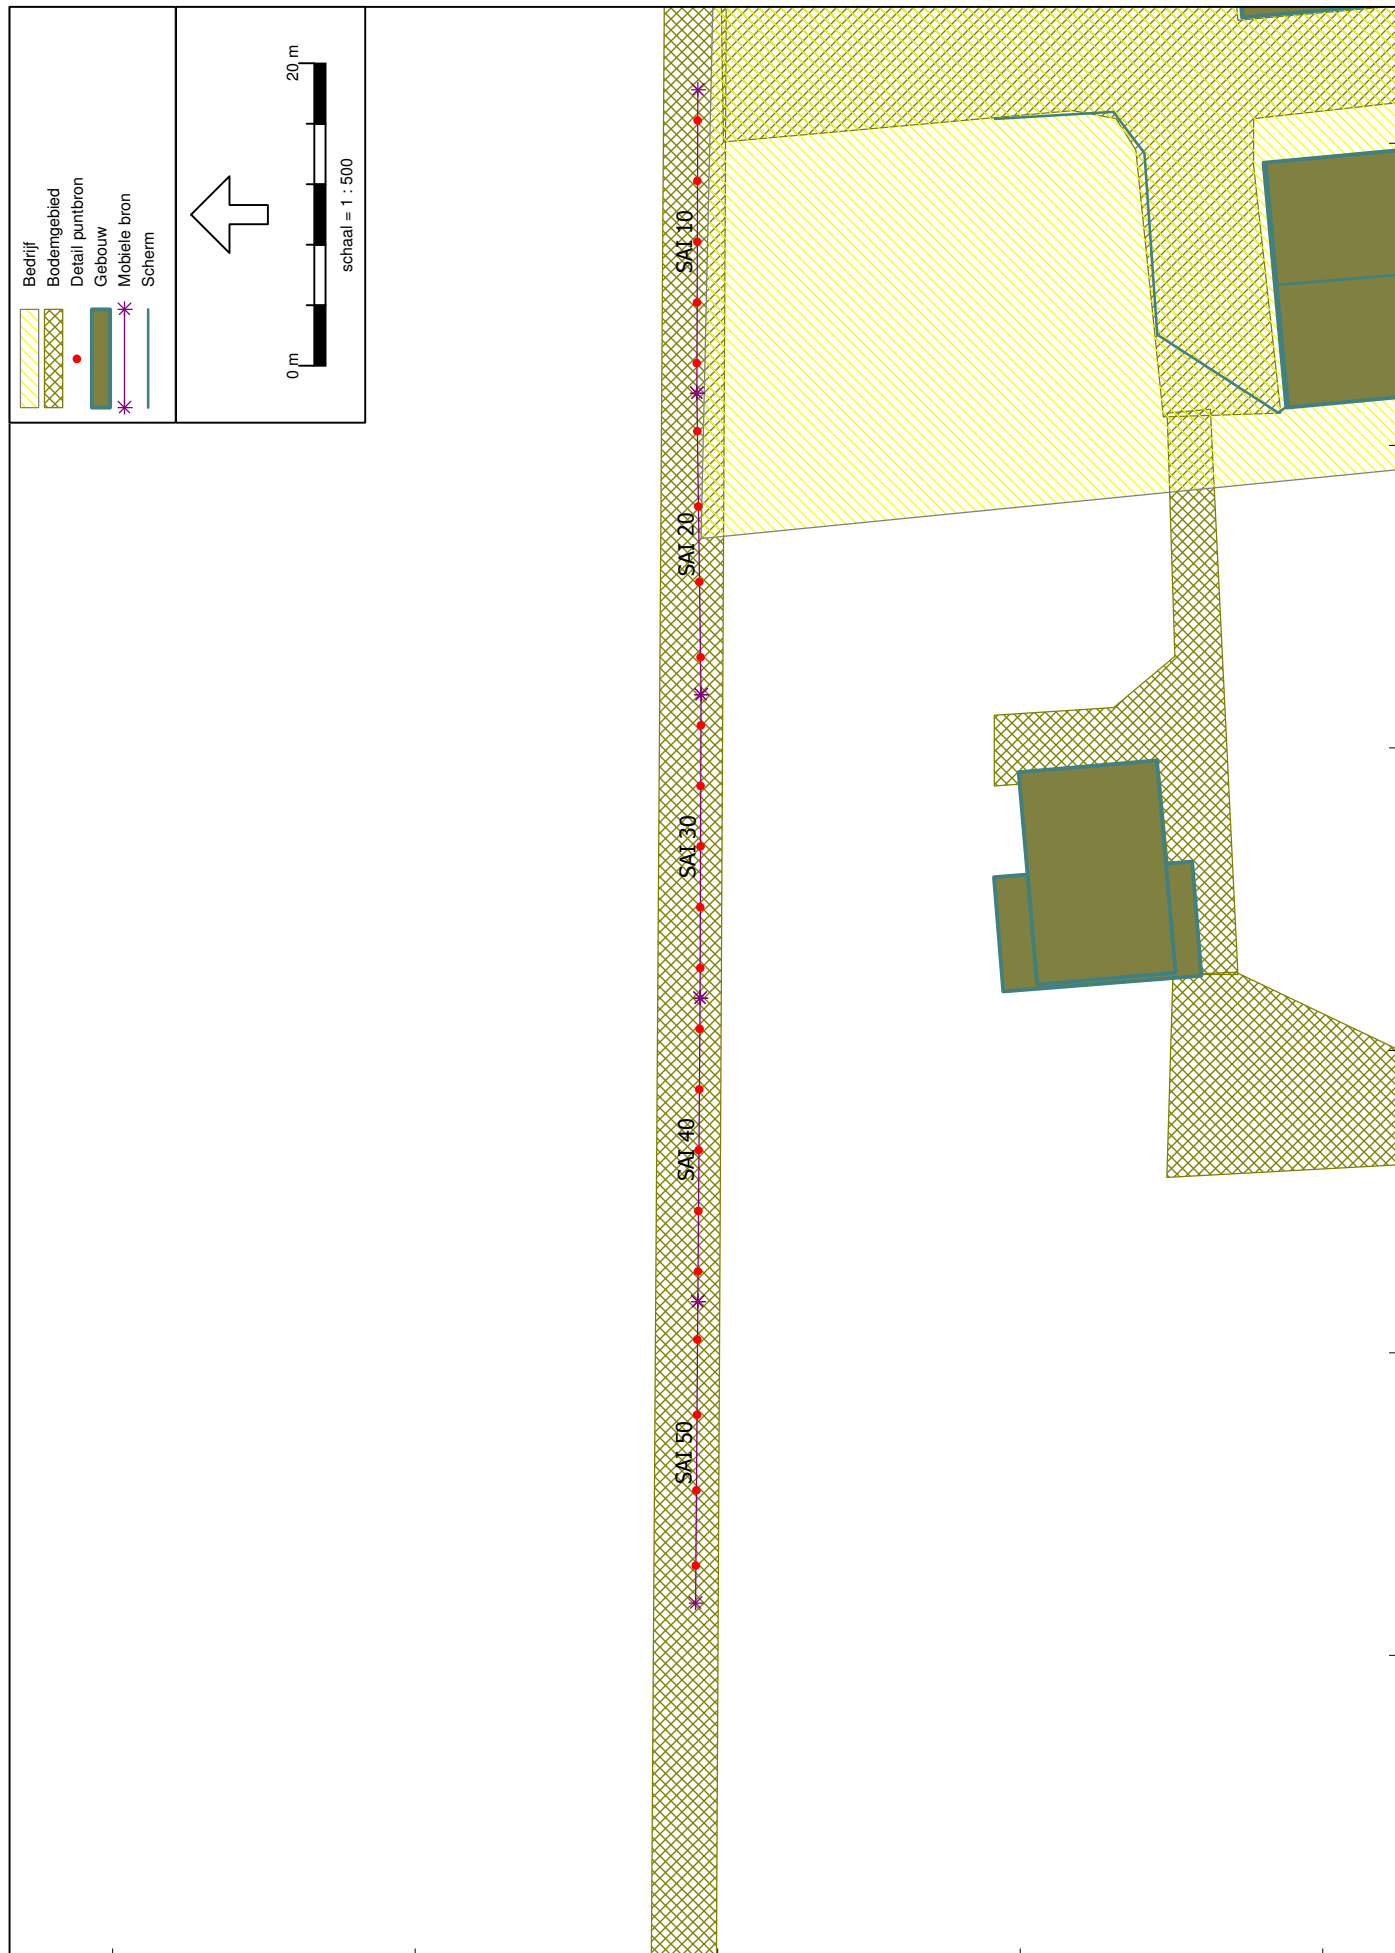 Bedrijf
Bodemgebied
Detail puntbron
Gebouw
Mobiele bron
Scherm
0 m
20 m
schaal = 1 : 500
SAI 10
SAI 20
SAI 30
SAI 40
SAI 50